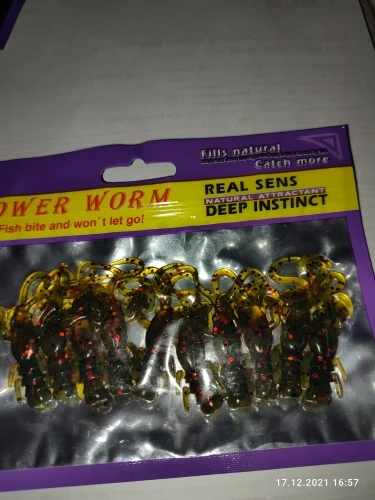 Fills natural
Catch more
OWER WORM
Fish bite and won't let go!
REAL SENS
NATURAL ATTRACTANT
DEEP INSTINCT
17.12.2021 16:57